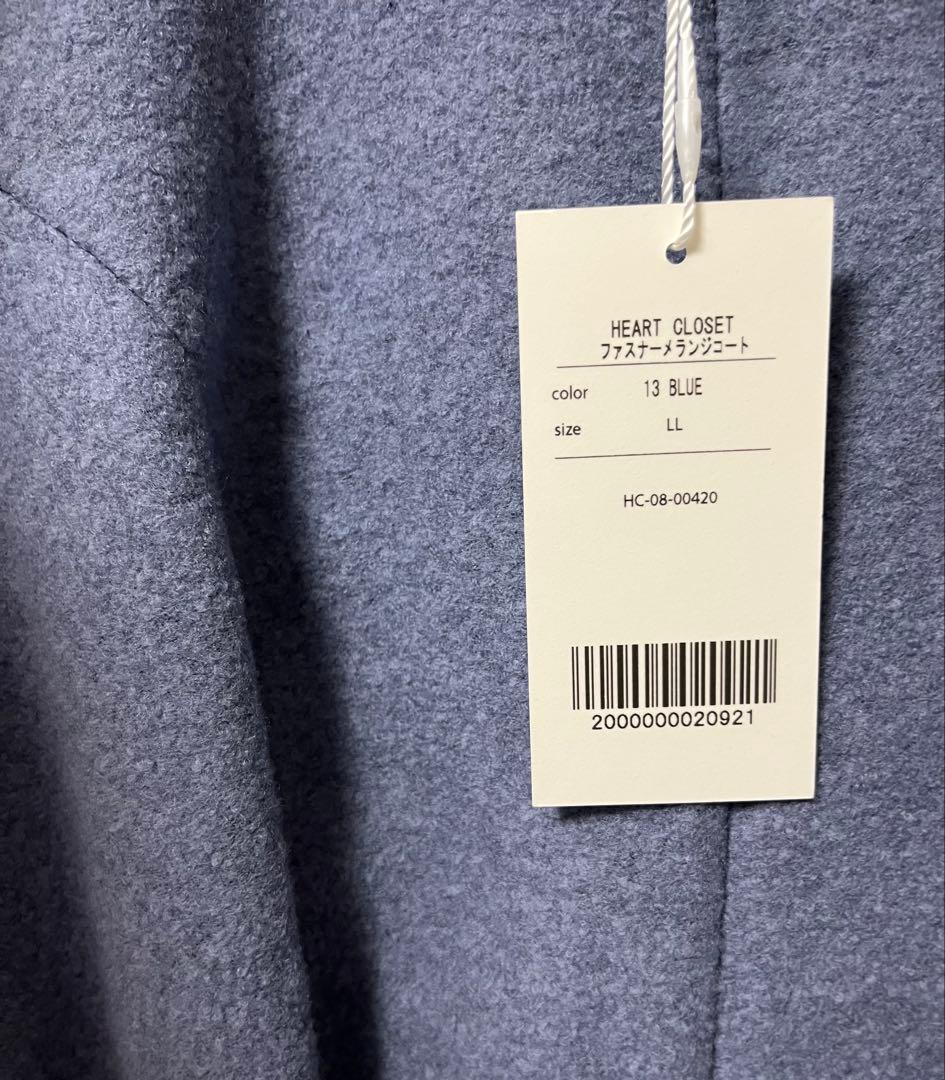 HEART CLOSET
ファスナーメランジコート
color 13 BLUE
size LL
HC-08-00420
2000000020921